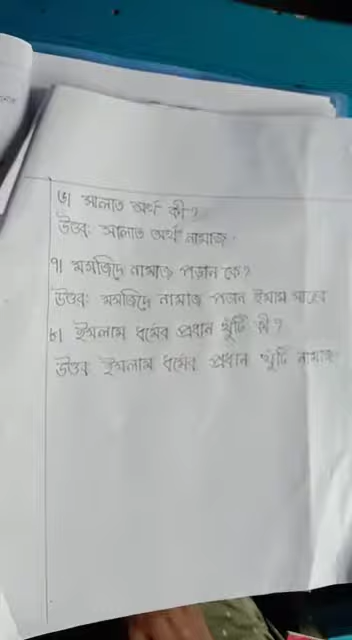 ৬। সালাত অর্থ কী?
উত্তর: সালাত অর্থ নামাজ।
৭। মসজিদে নামাজ পড়ান কে?
উত্তর: মসজিদে নামাজ পড়ান ইমাম সাহেব
৮। ইসলাম ধর্মের প্রধান খুঁটি কী?
উত্তর ইসলাম ধর্মের প্রধান খুঁটি নামাজ